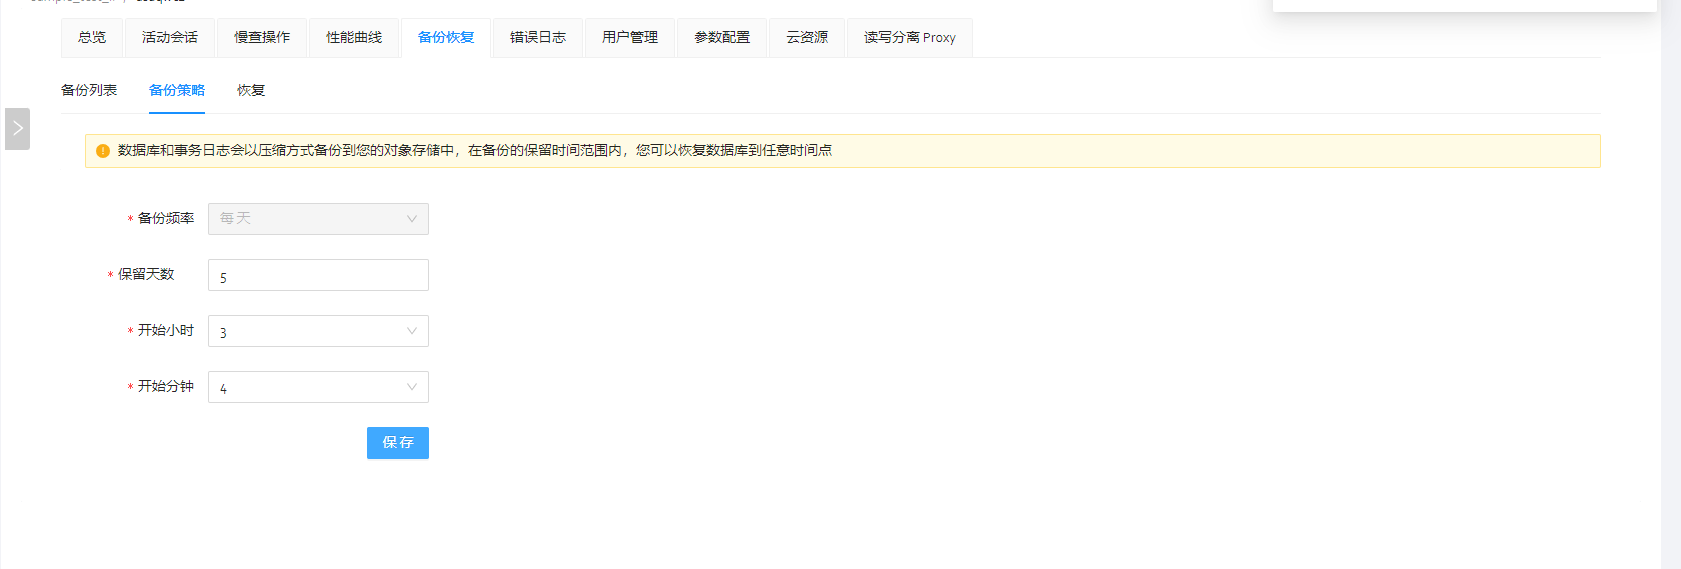 总览 活动会话 慢查操作 性能曲线 备份恢复 错误日志 用户管理 参数配置 云资源 读写分离 Proxy
备份列表 备份策略 恢复
数据库和事务日志会以压缩方式备份到您的对象存储中，在备份的保留时间范围内，您可以恢复数据库到任意时间点
* 备份频率 每天
* 保留天数 5
* 开始小时 3
* 开始分钟 4
保存